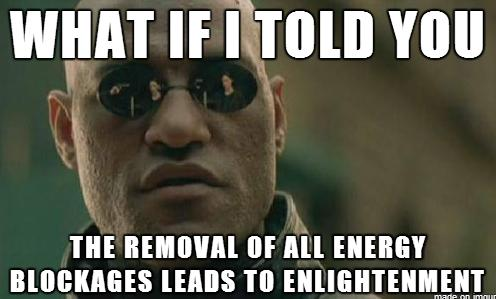 WHAT IF I TOLD YOU
THE REMOVAL OF ALL ENERGY
BLOCKAGES LEADS TO ENLIGHTENMENT
made on imgur